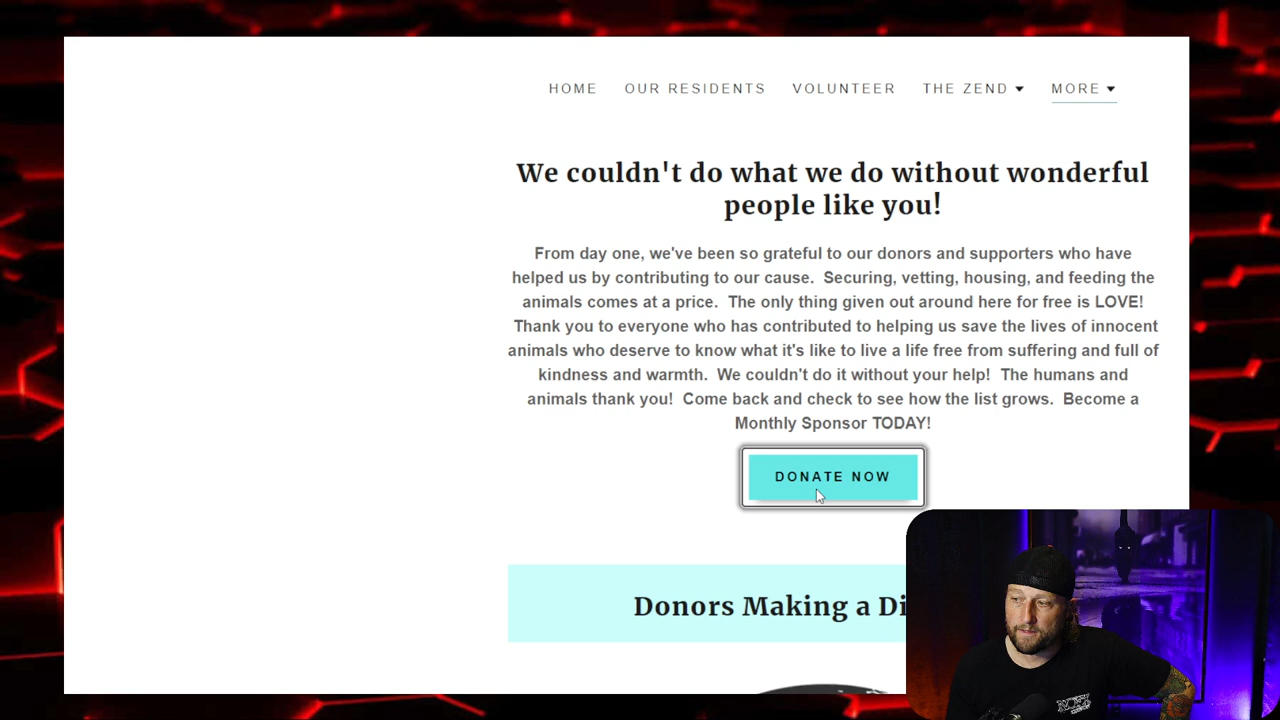 HOME OUR RESIDENTS VOLUNTEER THE ZEND MORE
We couldn't do what we do without wonderful
people like you!
From day one, we've been so grateful to our donors and supporters who have
helped us by contributing to our cause. Securing, vetting, housing, and feeding the
animals comes at a price. The only thing given out around here for free is LOVE!
Thank you to everyone who has contributed to helping us save the lives of innocent
animals who deserve to know what it's like to live a life free from suffering and full of
kindness and warmth. We couldn't do it without your help! The humans and
animals thank you! Come back and check to see how the list grows. Become a
Monthly Sponsor TODAY!
DONATE NOW
Donors Making a Di